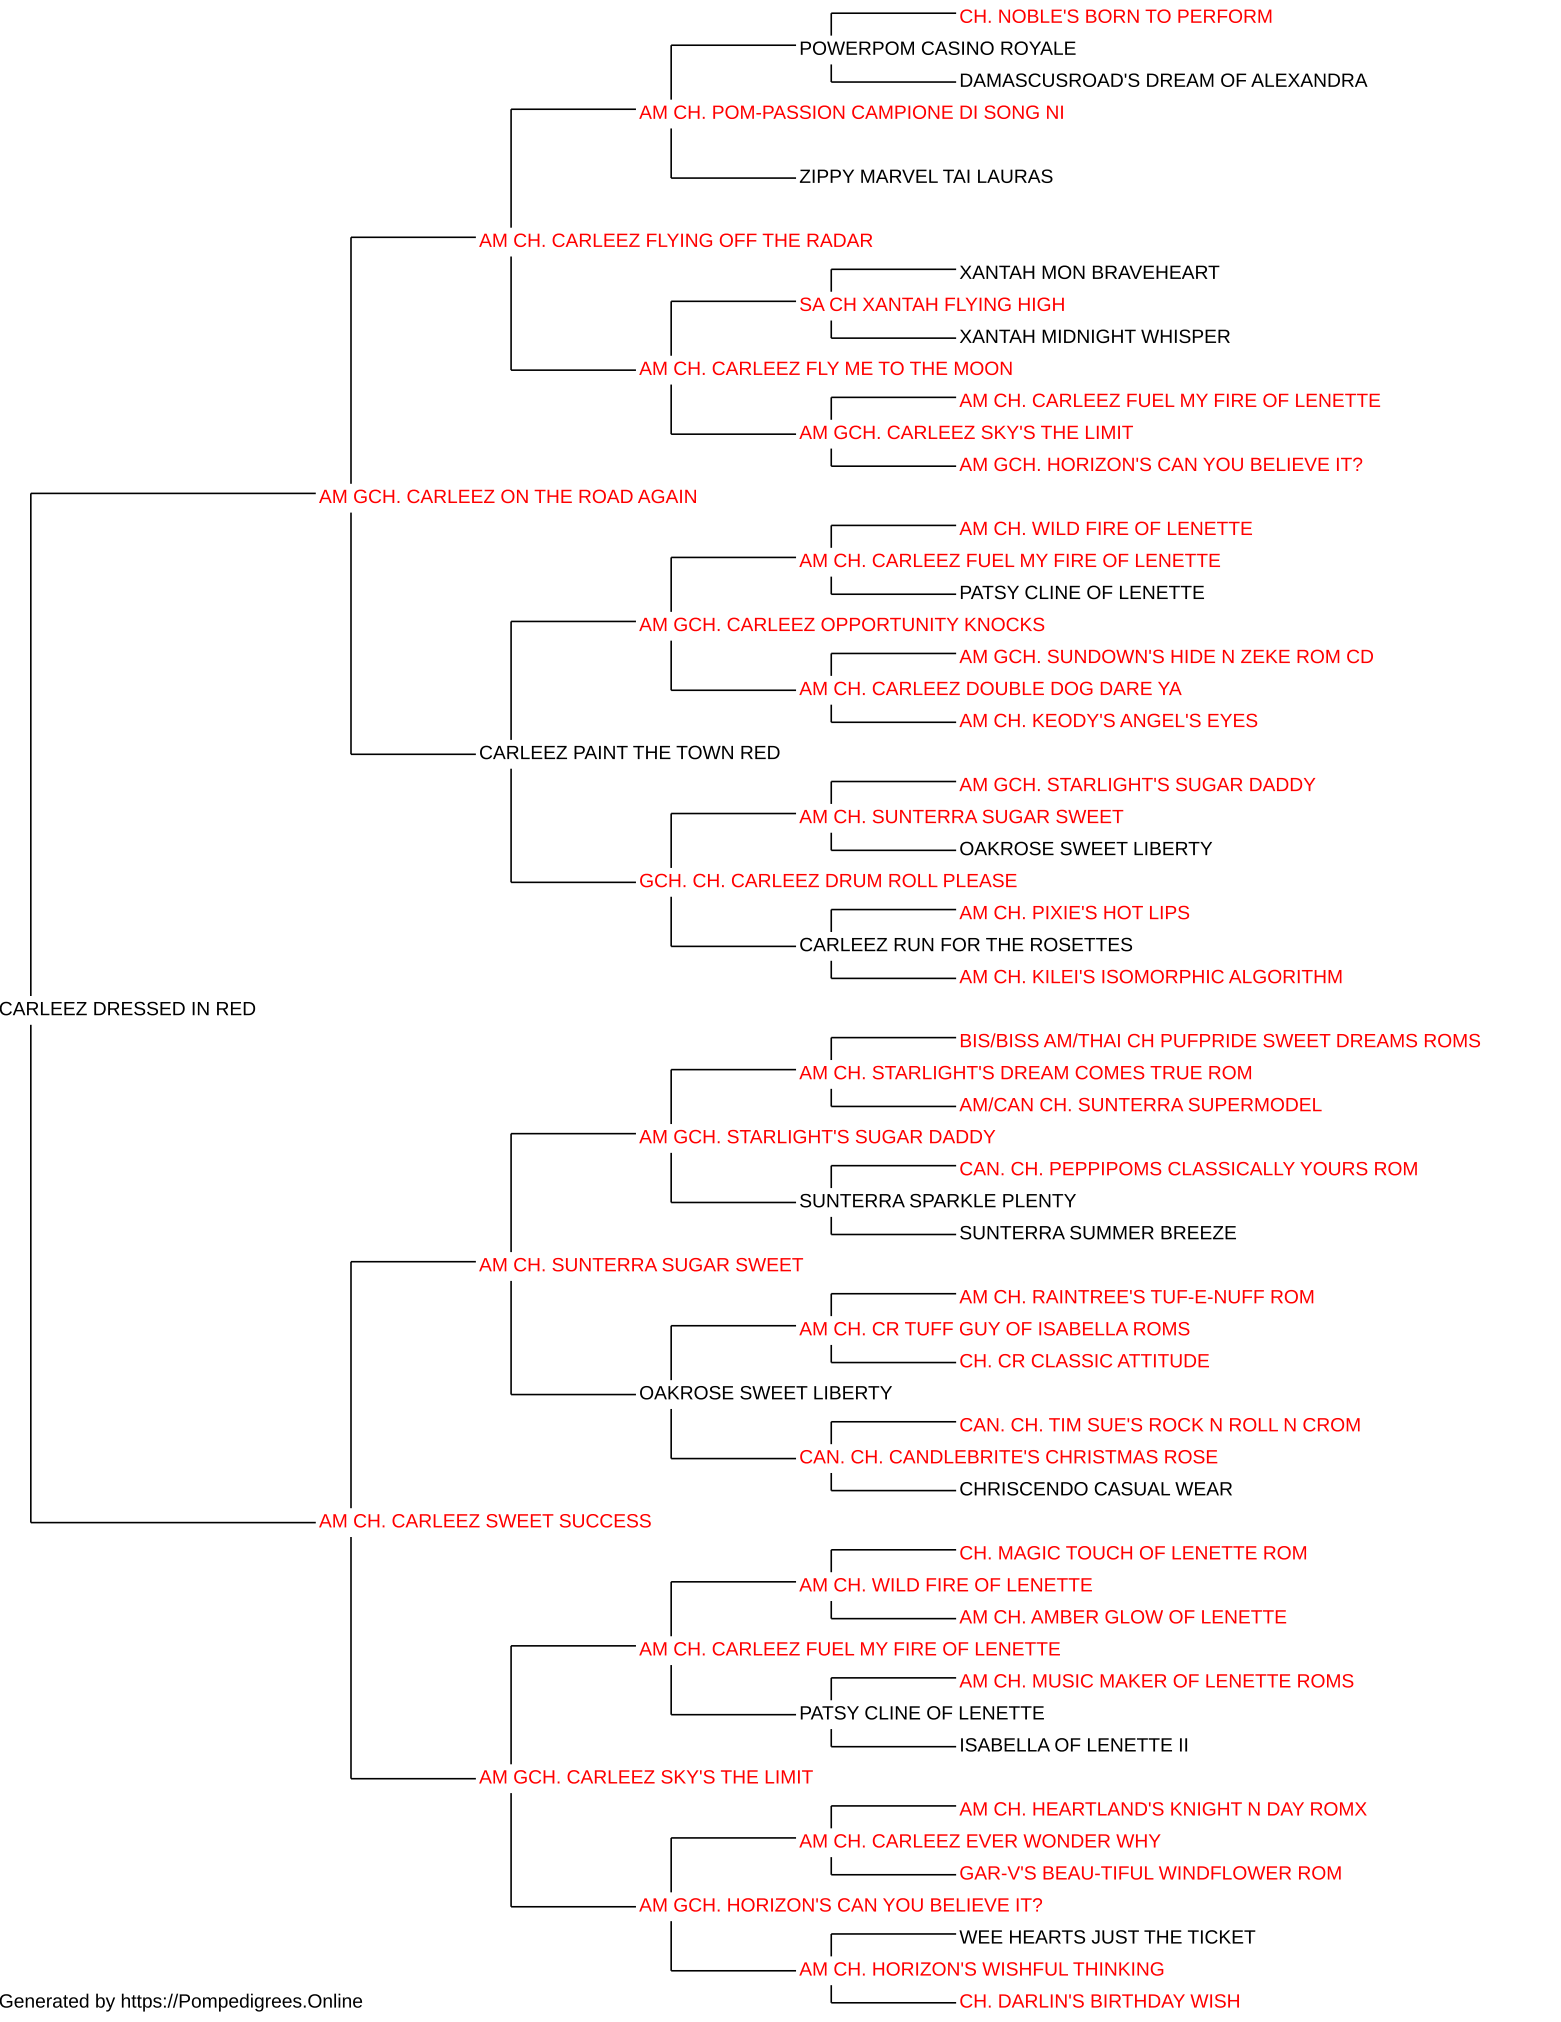 CH. NOBLE'S BORN TO PERFORM
POWERPOM CASINO ROYALE
DAMASCUSROAD'S DREAM OF ALEXANDRA
AM CH. POM-PASSION CAMPIONE DI SONG NI
ZIPPY MARVEL TAI LAURAS
AM CH. CARLEEZ FLYING OFF THE RADAR
XANTAH MON BRAVEHEART
SA CH XANTAH FLYING HIGH
XANTAH MIDNIGHT WHISPER
AM CH. CARLEEZ FLY ME TO THE MOON
AM CH. CARLEEZ FUEL MY FIRE OF LENETTE
AM GCH. CARLEEZ SKY'S THE LIMIT
AM GCH. HORIZON'S CAN YOU BELIEVE IT?
AM GCH. CARLEEZ ON THE ROAD AGAIN
AM CH. WILD FIRE OF LENETTE
AM CH. CARLEEZ FUEL MY FIRE OF LENETTE
PATSY CLINE OF LENETTE
AM GCH. CARLEEZ OPPORTUNITY KNOCKS
AM GCH. SUNDOWN'S HIDE N ZEKE ROM CD
AM CH. CARLEEZ DOUBLE DOG DARE YA
AM CH. KEODY'S ANGEL'S EYES
CARLEEZ PAINT THE TOWN RED
AM GCH. STARLIGHT'S SUGAR DADDY
AM CH. SUNTERRA SUGAR SWEET
OAKROSE SWEET LIBERTY
GCH. CH. CARLEEZ DRUM ROLL PLEASE
AM CH. PIXIE'S HOT LIPS
CARLEEZ RUN FOR THE ROSETTES
AM CH. KILEI'S ISOMORPHIC ALGORITHM
CARLEEZ DRESSED IN RED
BIS/BISS AM/THAI CH PUFPRIDE SWEET DREAMS ROMS
AM CH. STARLIGHT'S DREAM COMES TRUE ROM
AM/CAN CH. SUNTERRA SUPERMODEL
AM GCH. STARLIGHT'S SUGAR DADDY
CAN. CH. PEPPIPOMS CLASSICALLY YOURS ROM
SUNTERRA SPARKLE PLENTY
SUNTERRA SUMMER BREEZE
AM CH. SUNTERRA SUGAR SWEET
AM CH. RAINTREE'S TUF-E-NUFF ROM
AM CH. CR TUFF GUY OF ISABELLA ROMS
CH. CR CLASSIC ATTITUDE
OAKROSE SWEET LIBERTY
CAN. CH. TIM SUE'S ROCK N ROLL N CROM
CAN. CH. CANDLEBRITE'S CHRISTMAS ROSE
CHRISCENDO CASUAL WEAR
AM CH. CARLEEZ SWEET SUCCESS
CH. MAGIC TOUCH OF LENETTE ROM
AM CH. WILD FIRE OF LENETTE
AM CH. AMBER GLOW OF LENETTE
AM CH. CARLEEZ FUEL MY FIRE OF LENETTE
AM CH. MUSIC MAKER OF LENETTE ROMS
PATSY CLINE OF LENETTE
ISABELLA OF LENETTE II
AM GCH. CARLEEZ SKY'S THE LIMIT
AM CH. HEARTLAND'S KNIGHT N DAY ROMX
AM CH. CARLEEZ EVER WONDER WHY
GAR-V'S BEAU-TIFUL WINDFLOWER ROM
AM GCH. HORIZON'S CAN YOU BELIEVE IT?
WEE HEARTS JUST THE TICKET
AM CH. HORIZON'S WISHFUL THINKING
CH. DARLIN'S BIRTHDAY WISH
Generated by https://Pompedigrees.Online